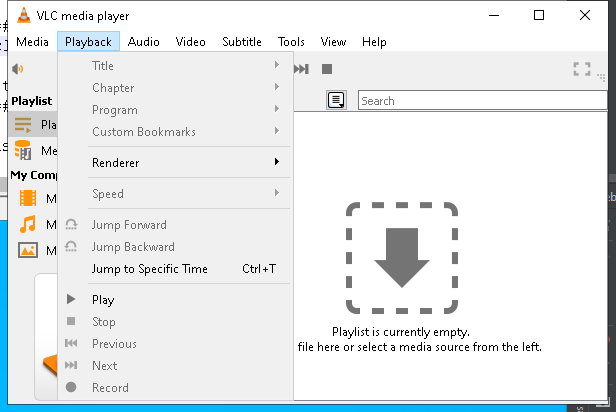 VLC media player
Media Playback Audio Video Subtitle Tools View Help
Title
Chapter
Program
Custom Bookmarks
Renderer
Speed
Jump Forward
Jump Backward
Jump to Specific Time Ctrl+T
Play
Stop
Previous
Next
Record
Playlist
Pla
Me
My Comp
M
M
M
Search
Playlist is currently empty.
file here or select a media source from the left.